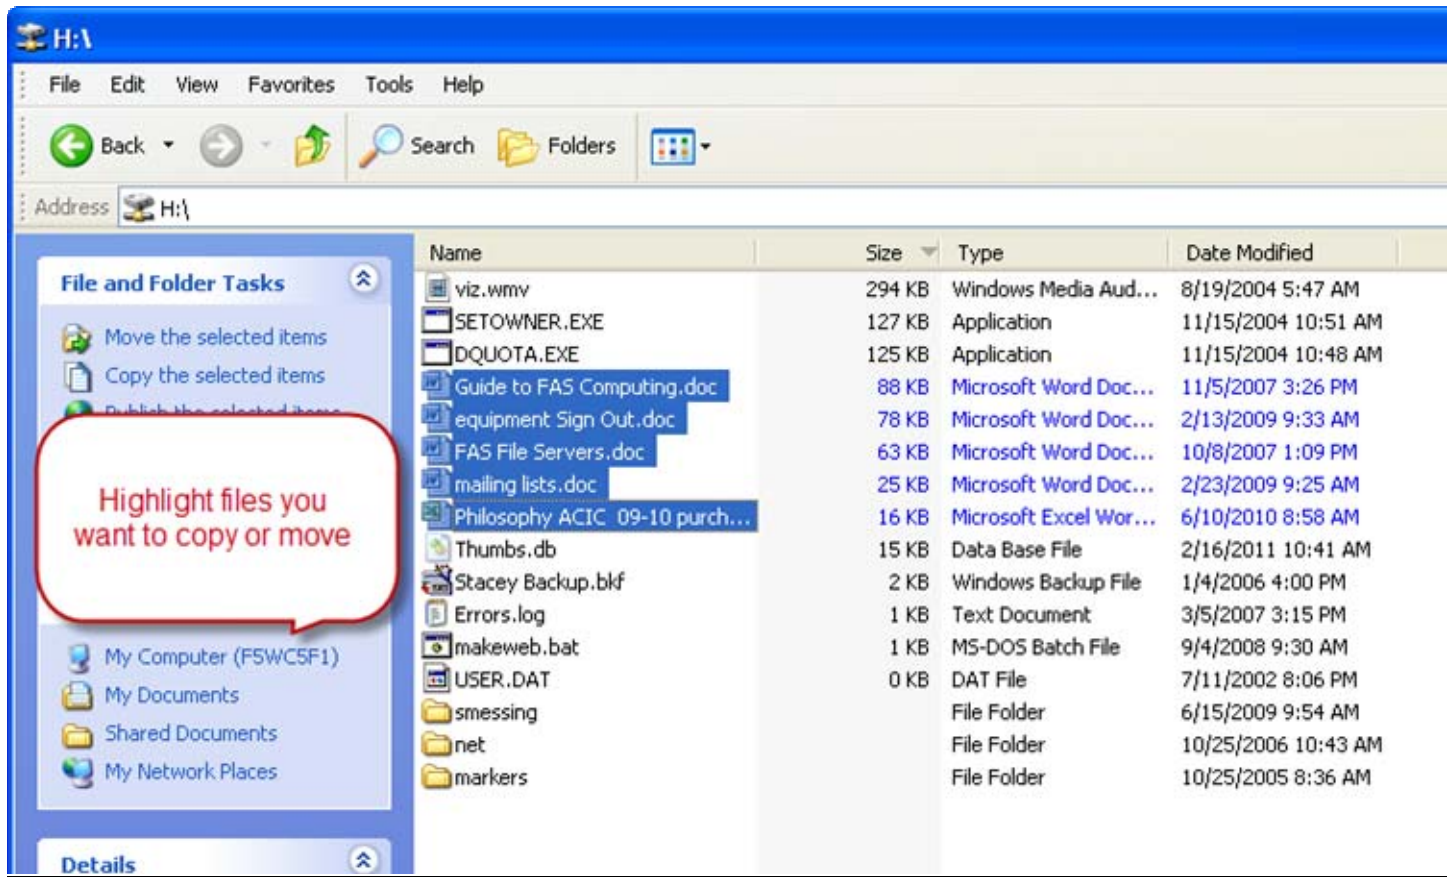 H:\
File Edit View Favorites Tools Help
Back Search Folders
Address H:\
Name Size Type Date Modified
File and Folder Tasks
Move the selected items
Copy the selected items
Publish the selected items
Highlight files you
want to copy or move
My Computer (F5WC5F1)
My Documents
Shared Documents
My Network Places
Details
viz.wmv 294 KB Windows Media Aud... 8/19/2004 5:47 AM
SETOWNER.EXE 127 KB Application 11/15/2004 10:51 AM
DQUOTA.EXE 125 KB Application 11/15/2004 10:48 AM
Guide to FAS Computing.doc 88 KB Microsoft Word Doc... 11/5/2007 3:26 PM
equipment Sign Out.doc 78 KB Microsoft Word Doc... 2/13/2009 9:33 AM
FAS File Servers.doc 63 KB Microsoft Word Doc... 10/8/2007 1:09 PM
mailing lists.doc 25 KB Microsoft Word Doc... 2/23/2009 9:25 AM
Philosophy ACIC 09-10 purch... 16 KB Microsoft Excel Wor... 6/10/2010 8:58 AM
Thumbs.db 15 KB Data Base File 2/16/2011 10:41 AM
Stacey Backup.bkf 2 KB Windows Backup File 1/4/2006 4:00 PM
Errors.log 1 KB Text Document 3/5/2007 3:15 PM
makeweb.bat 1 KB MS-DOS Batch File 9/4/2008 9:30 AM
USER.DAT 0 KB DAT File 7/11/2002 8:06 PM
smessing File Folder 6/15/2009 9:54 AM
net File Folder 10/25/2006 10:43 AM
markers File Folder 10/25/2005 8:36 AM